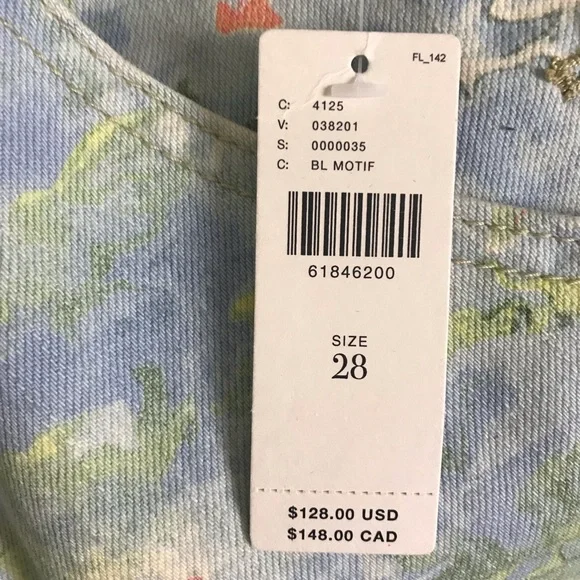 FL_142
C: 4125
V: 038201
S: 0000035
C: BL MOTIF
61846200
SIZE
28
$128.00 USD
$148.00 CAD